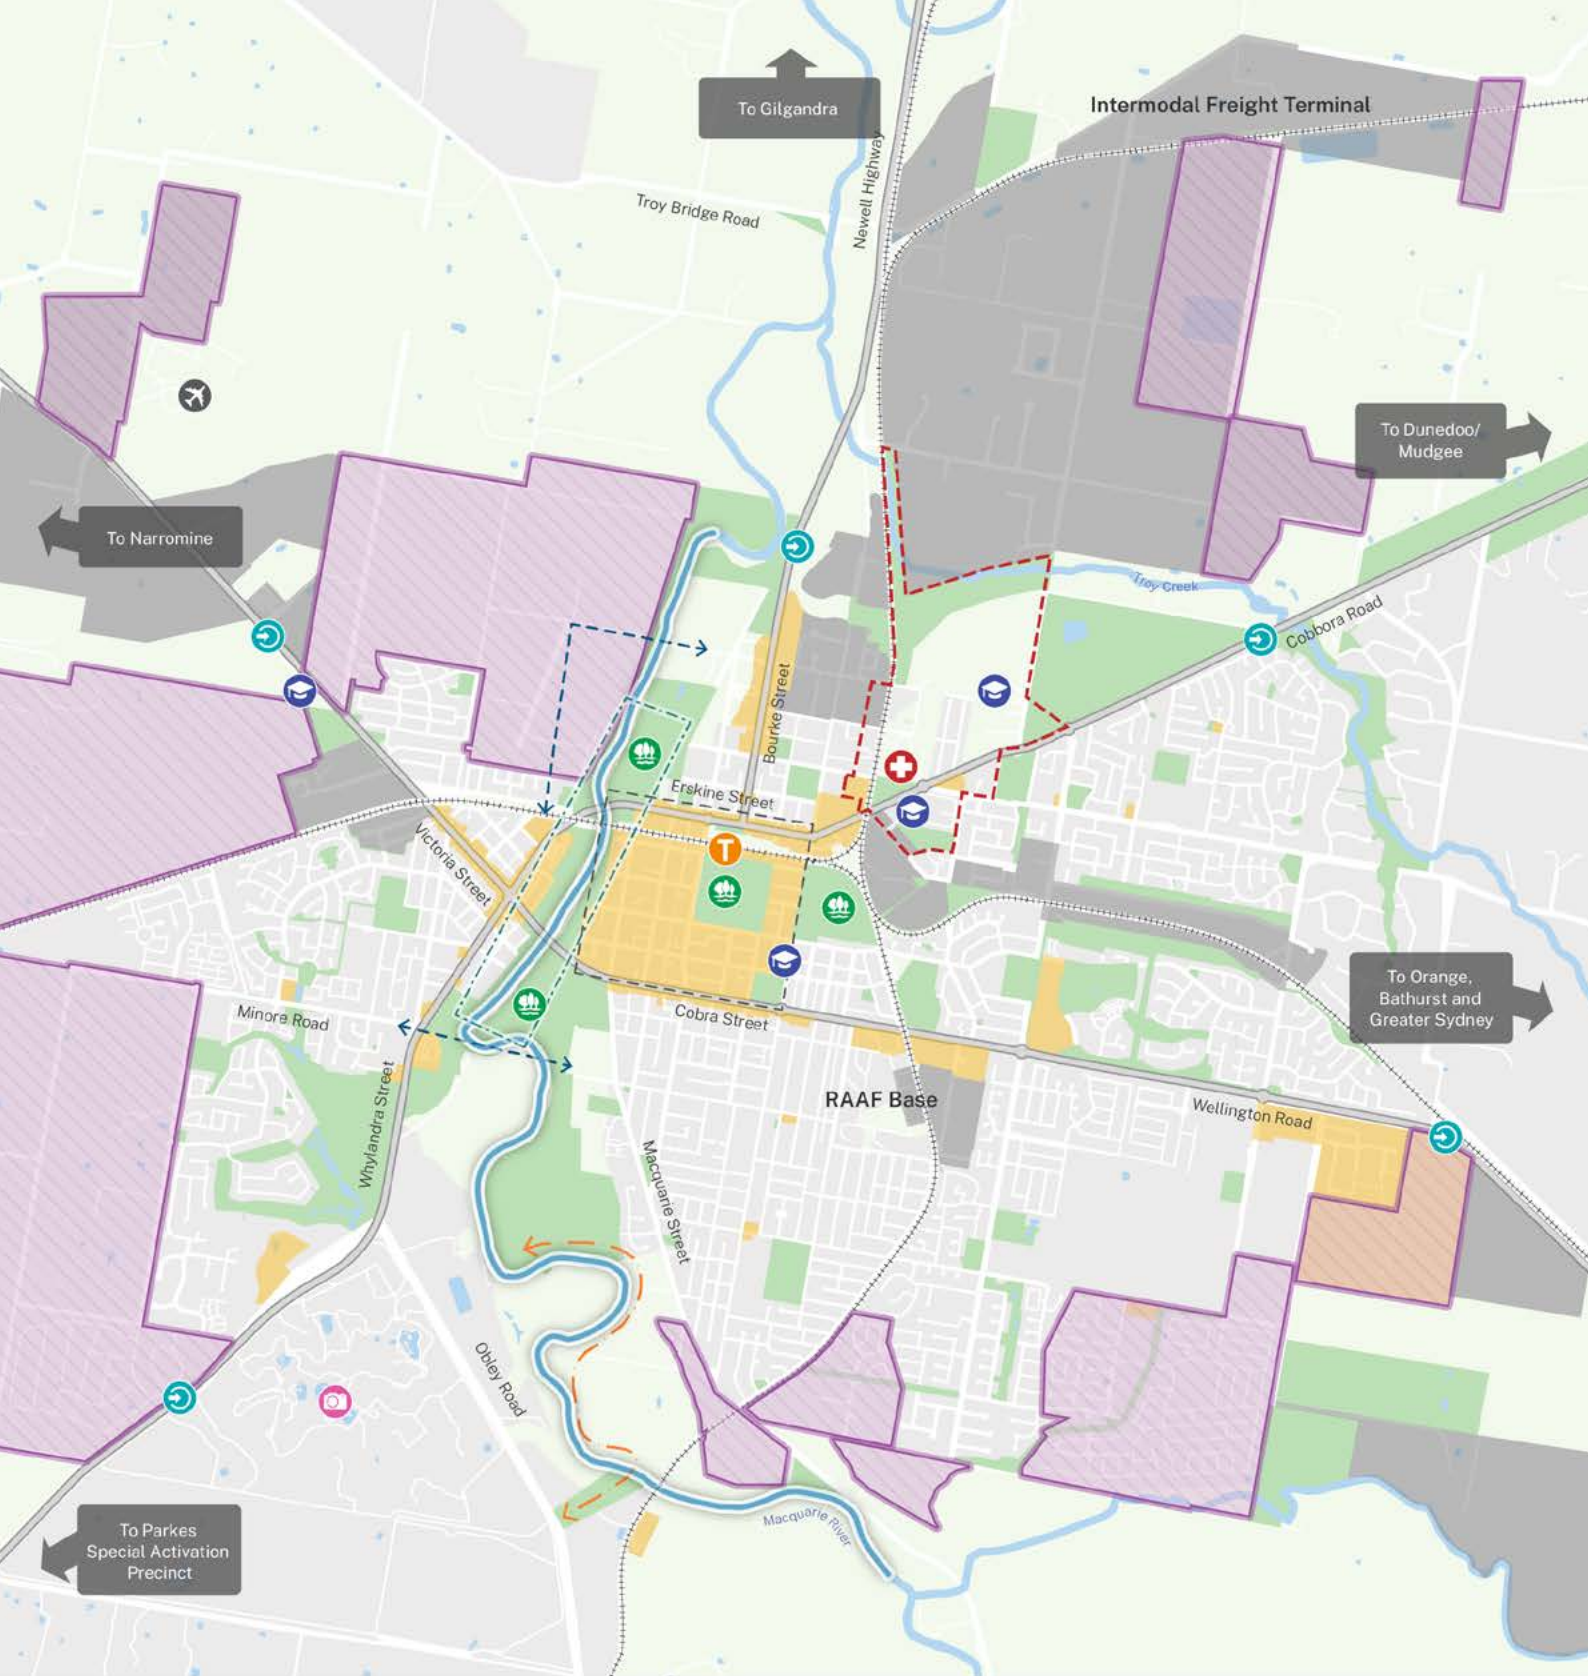 Intermodal Freight Terminal
To Gilgandra
Newell Highway
Troy Bridge Road
To Dunedoo/
Mudgee
To Narromine
Troy Creek
Cobbora Road
Bourke Street
Erskine Street
T
Victoria Street
To Orange,
Bathurst and
Greater Sydney
Minore Road
Cobra Street
Whylandra Street
RAAF Base
Wellington Road
Macquarie Street
Obley Road
Macquarie River
To Parkes
Special Activation
Precinct